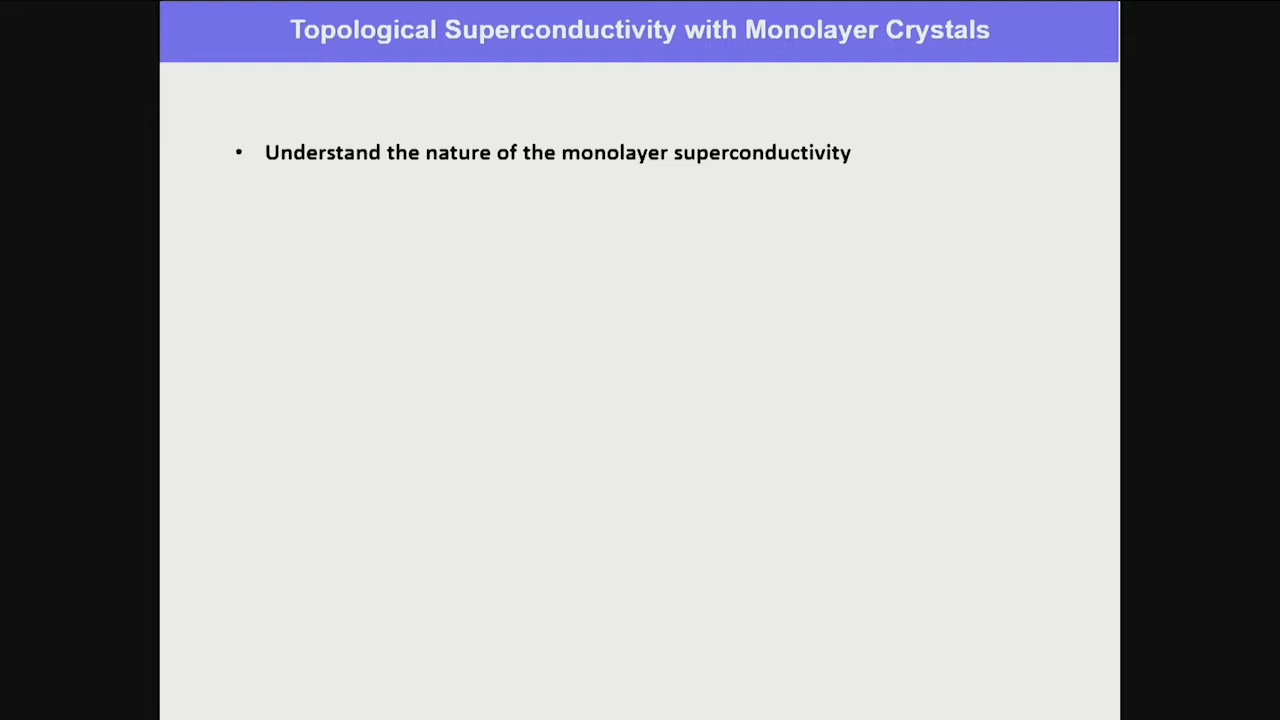 Topological Superconductivity with Monolayer Crystals
• Understand the nature of the monolayer superconductivity